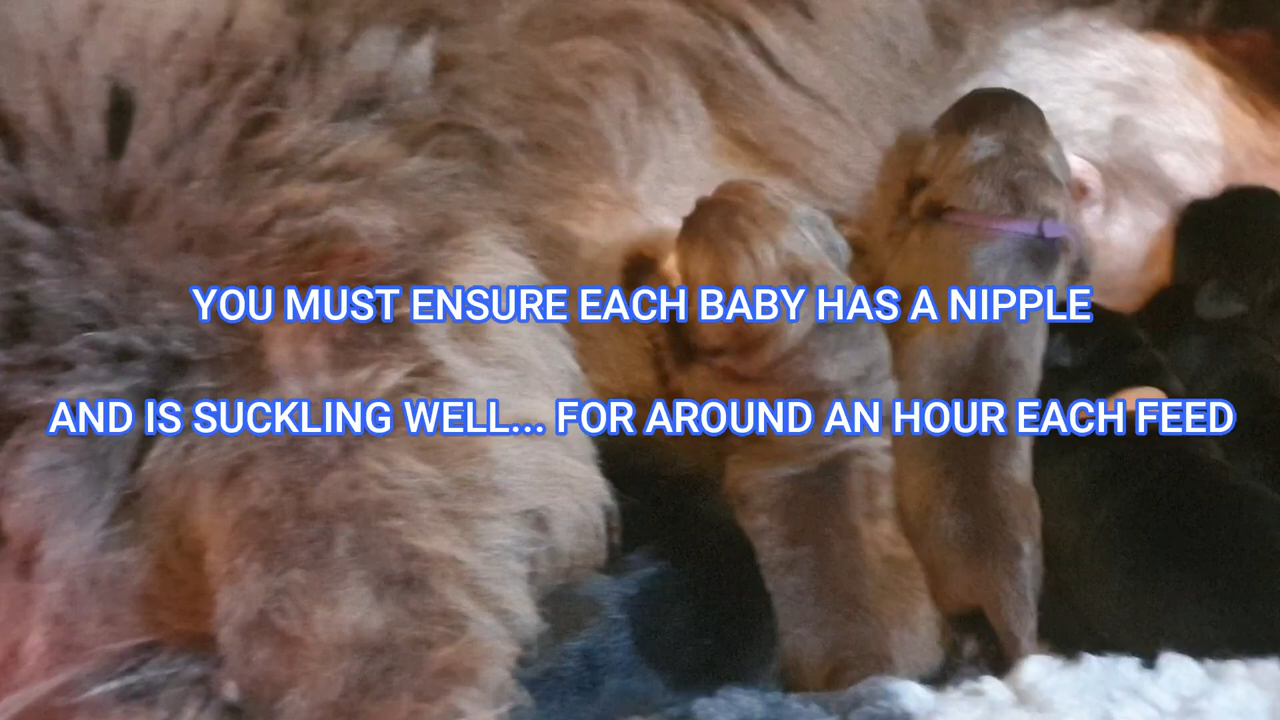 YOU MUST ENSURE EACH BABY HAS A NIPPLE
AND IS SUCKLING WELL... FOR AROUND AN HOUR EACH FEED